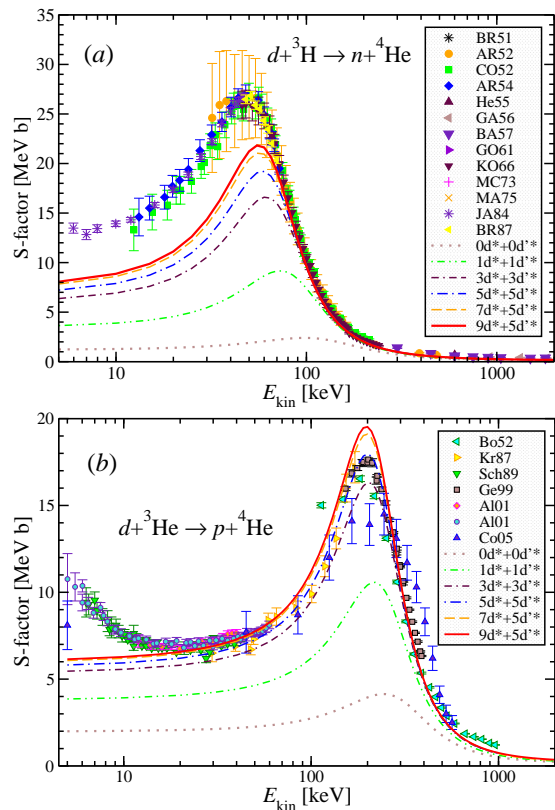 (a)
d+³H → n+⁴He
S-factor [MeV b]
35
30
25
20
15
10
5
0
BR51
AR52
CO52
AR54
He55
GA56
BA57
GO61
KO66
MC73
MA75
JA84
BR87
0d*+0d’*
1d*+1d’*
3d*+3d’*
5d*+5d’*
7d*+5d’*
9d*+5d’*
10 100 1000
E_kin [keV]
(b)
d+³He → p+⁴He
S-factor [MeV b]
20
15
10
5
0
Bo52
Kr87
Sch89
Ge99
Al01
Al01
Co05
0d*+0d’*
1d*+1d’*
3d*+3d’*
5d*+5d’*
7d*+5d’*
9d*+5d’*
10 100 1000
E_kin [keV]